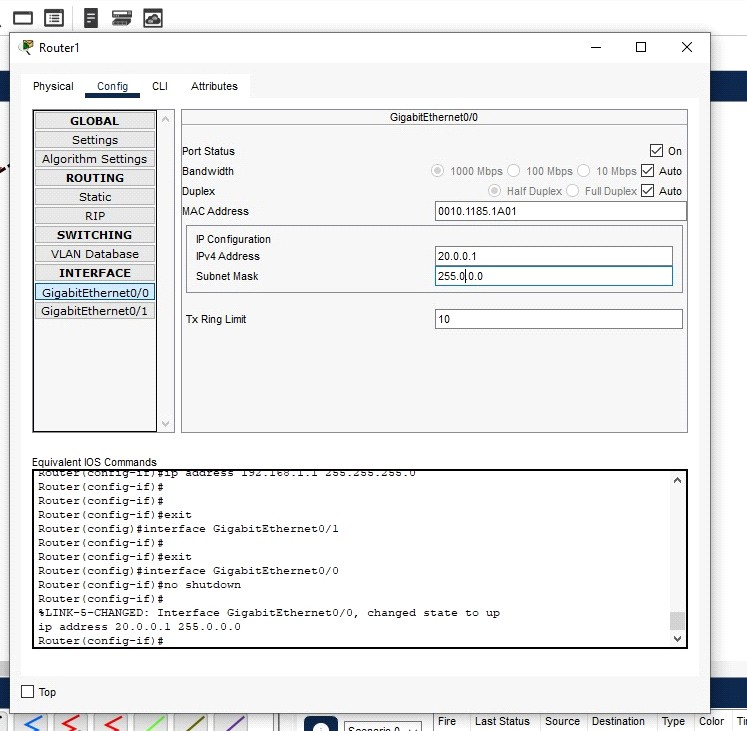 Router1
Physical Config CLI Attributes
GLOBAL
Settings
Algorithm Settings
ROUTING
Static
RIP
SWITCHING
VLAN Database
INTERFACE
GigabitEthernet0/0
GigabitEthernet0/1
GigabitEthernet0/0
Port Status On
Bandwidth 1000 Mbps 100 Mbps 10 Mbps Auto
Duplex Half Duplex Full Duplex Auto
MAC Address 0010.1185.1A01
IP Configuration
IPv4 Address 20.0.0.1
Subnet Mask 255.0.0.0
Tx Ring Limit 10
Equivalent IOS Commands
Router(config-if)#ip address 192.168.1.1 255.255.255.0
Router(config-if)#
Router(config-if)#
Router(config-if)#exit
Router(config)#interface GigabitEthernet0/1
Router(config-if)#
Router(config-if)#exit
Router(config)#interface GigabitEthernet0/0
Router(config-if)#no shutdown
Router(config-if)#
%LINK-5-CHANGED: Interface GigabitEthernet0/0, changed state to up
ip address 20.0.0.1 255.0.0.0
Router(config-if)#
Top
Scenario 0
Fire Last Status Source Destination Type Color